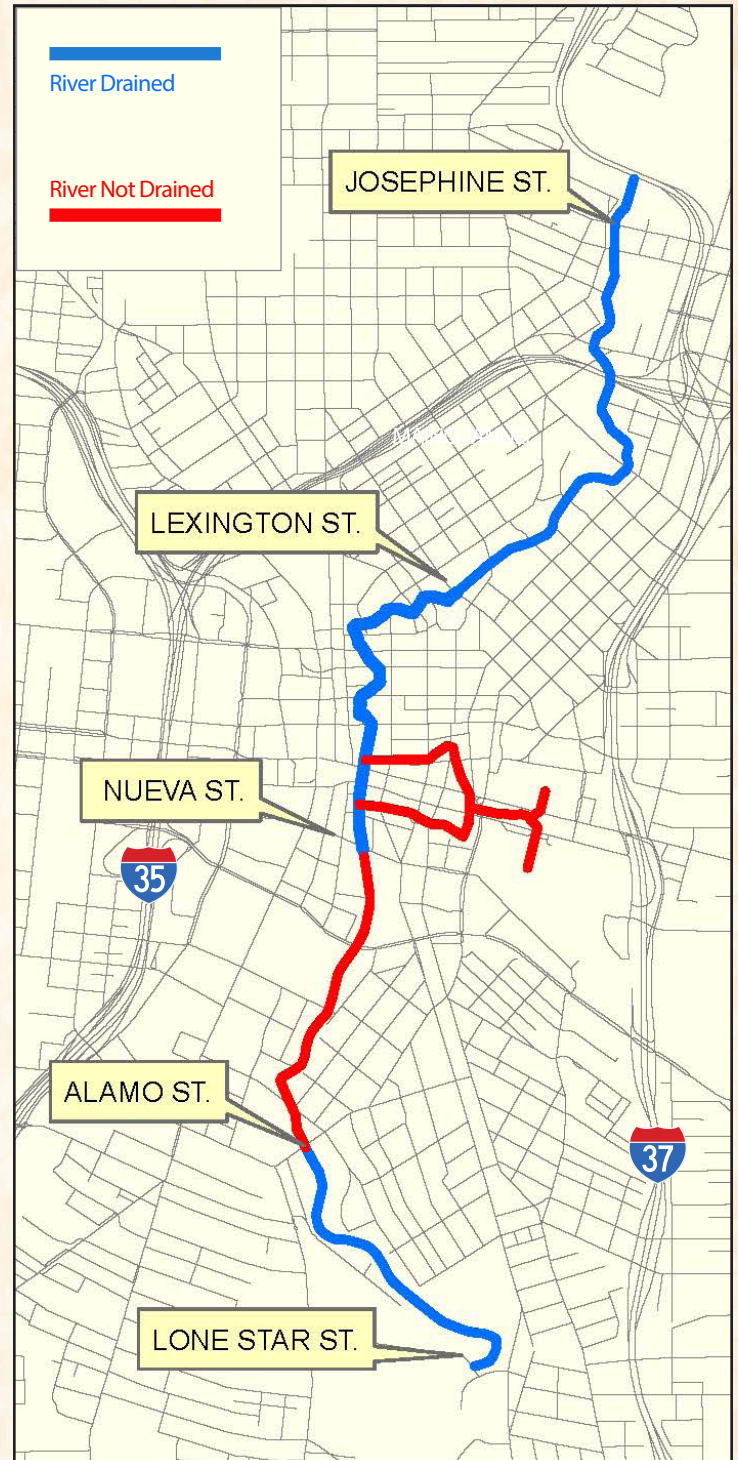 River Drained
River Not Drained
JOSEPHINE ST.
LEXINGTON ST.
NUEVA ST.
35
ALAMO ST.
37
LONE STAR ST.